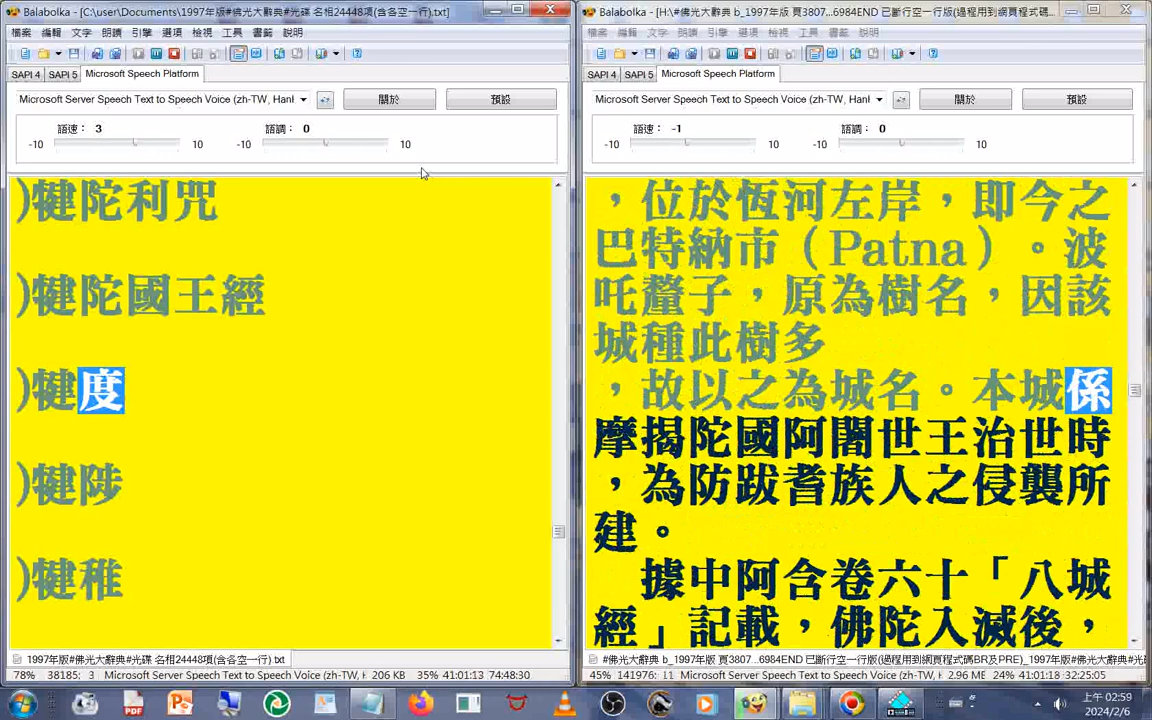 Balabolka - [C:\user\Documents\1997年版#佛光大辭典#光碟 名相24448項(含各空一行).txt]
檔案 編輯 文字 朗讀 引擎 選項 檢視 工具 書籤 說明
SAPI 4 SAPI 5 Microsoft Speech Platform
Microsoft Server Speech Text to Speech Voice (zh-TW, Hanl
關於 預設
語速： 3 語調： 0
-10 10 -10 10
)犍陀利咒
)犍陀國王經
)犍度
)犍陟
)犍稚
1997年版#佛光大辭典#光碟 名相24448項(含各空一行).txt
78% 38185: 3 Microsoft Server Speech Text to Speech Voice (zh-TW, H 206 KB 35% 41:01:13 74:48:30
Balabolka - [H:\#佛光大辭典 b_1997年版 頁3807...6984END 已斷行空一行版(過程用到網頁程式碼...
檔案 編輯 文字 朗讀 引擎 選項 檢視 工具 書籤 說明
SAPI 4 SAPI 5 Microsoft Speech Platform
Microsoft Server Speech Text to Speech Voice (zh-TW, Hanl
關於 預設
語速： -1 語調： 0
-10 10 -10 10
，位於恆河左岸，即今之
巴特納市（Patna）。波
吒釐子，原為樹名，因該
城種此樹多
，故以之為城名。本城係
摩揭陀國阿闍世王治世時
，為防跋耆族人之侵襲所
建。
據中阿含卷六十「八城
經」記載，佛陀入滅後，
#佛光大辭典 b_1997年版 頁3807...6984END 已斷行空一行版(過程用到網頁程式碼BR及PRE)_1997年版#光
45% 141976: 11 Microsoft Server Speech Text to Speech Voice (zh-TW, H 2.96 ME 24% 41:01:18 32:25:05
上午 02:59
2024/2/6